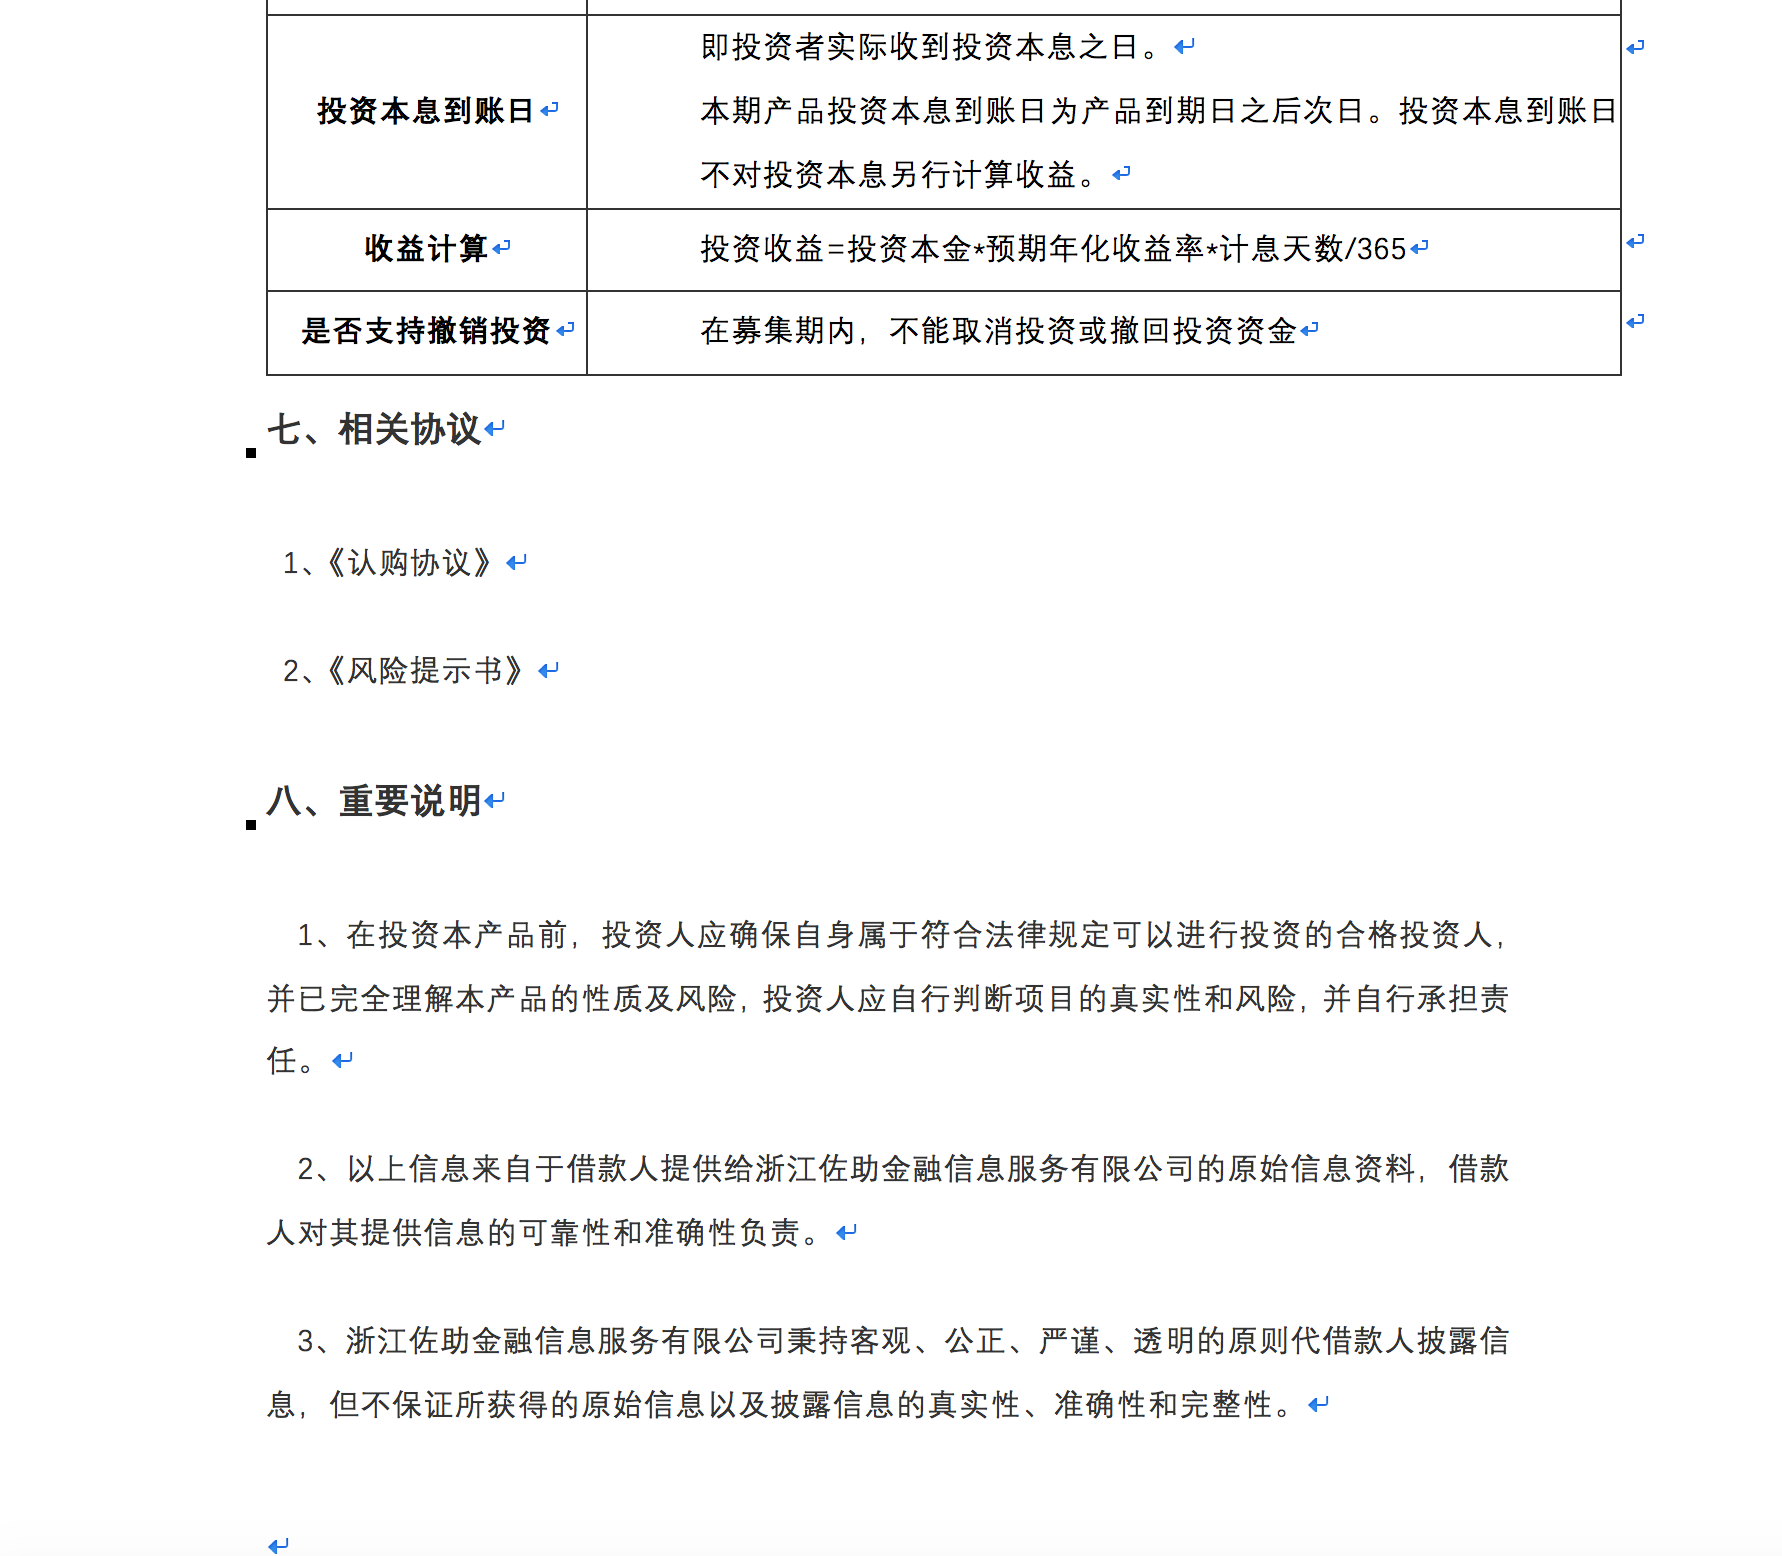 即投资者实际收到投资本息之日。
投资本息到账日
本期产品投资本息到账日为产品到期日之后次日。投资本息到账日
不对投资本息另行计算收益。
收益计算
投资收益=投资本金*预期年化收益率*计息天数/365
是否支持撤销投资
在募集期内，不能取消投资或撤回投资资金
七、相关协议
1、《认购协议》
2、《风险提示书》
八、重要说明
1、在投资本产品前，投资人应确保自身属于符合法律规定可以进行投资的合格投资人，
并已完全理解本产品的性质及风险，投资人应自行判断项目的真实性和风险，并自行承担责
任。
2、以上信息来自于借款人提供给浙江佐助金融信息服务有限公司的原始信息资料，借款
人对其提供信息的可靠性和准确性负责。
3、浙江佐助金融信息服务有限公司秉持客观、公正、严谨、透明的原则代借款人披露信
息，但不保证所获得的原始信息以及披露信息的真实性、准确性和完整性。